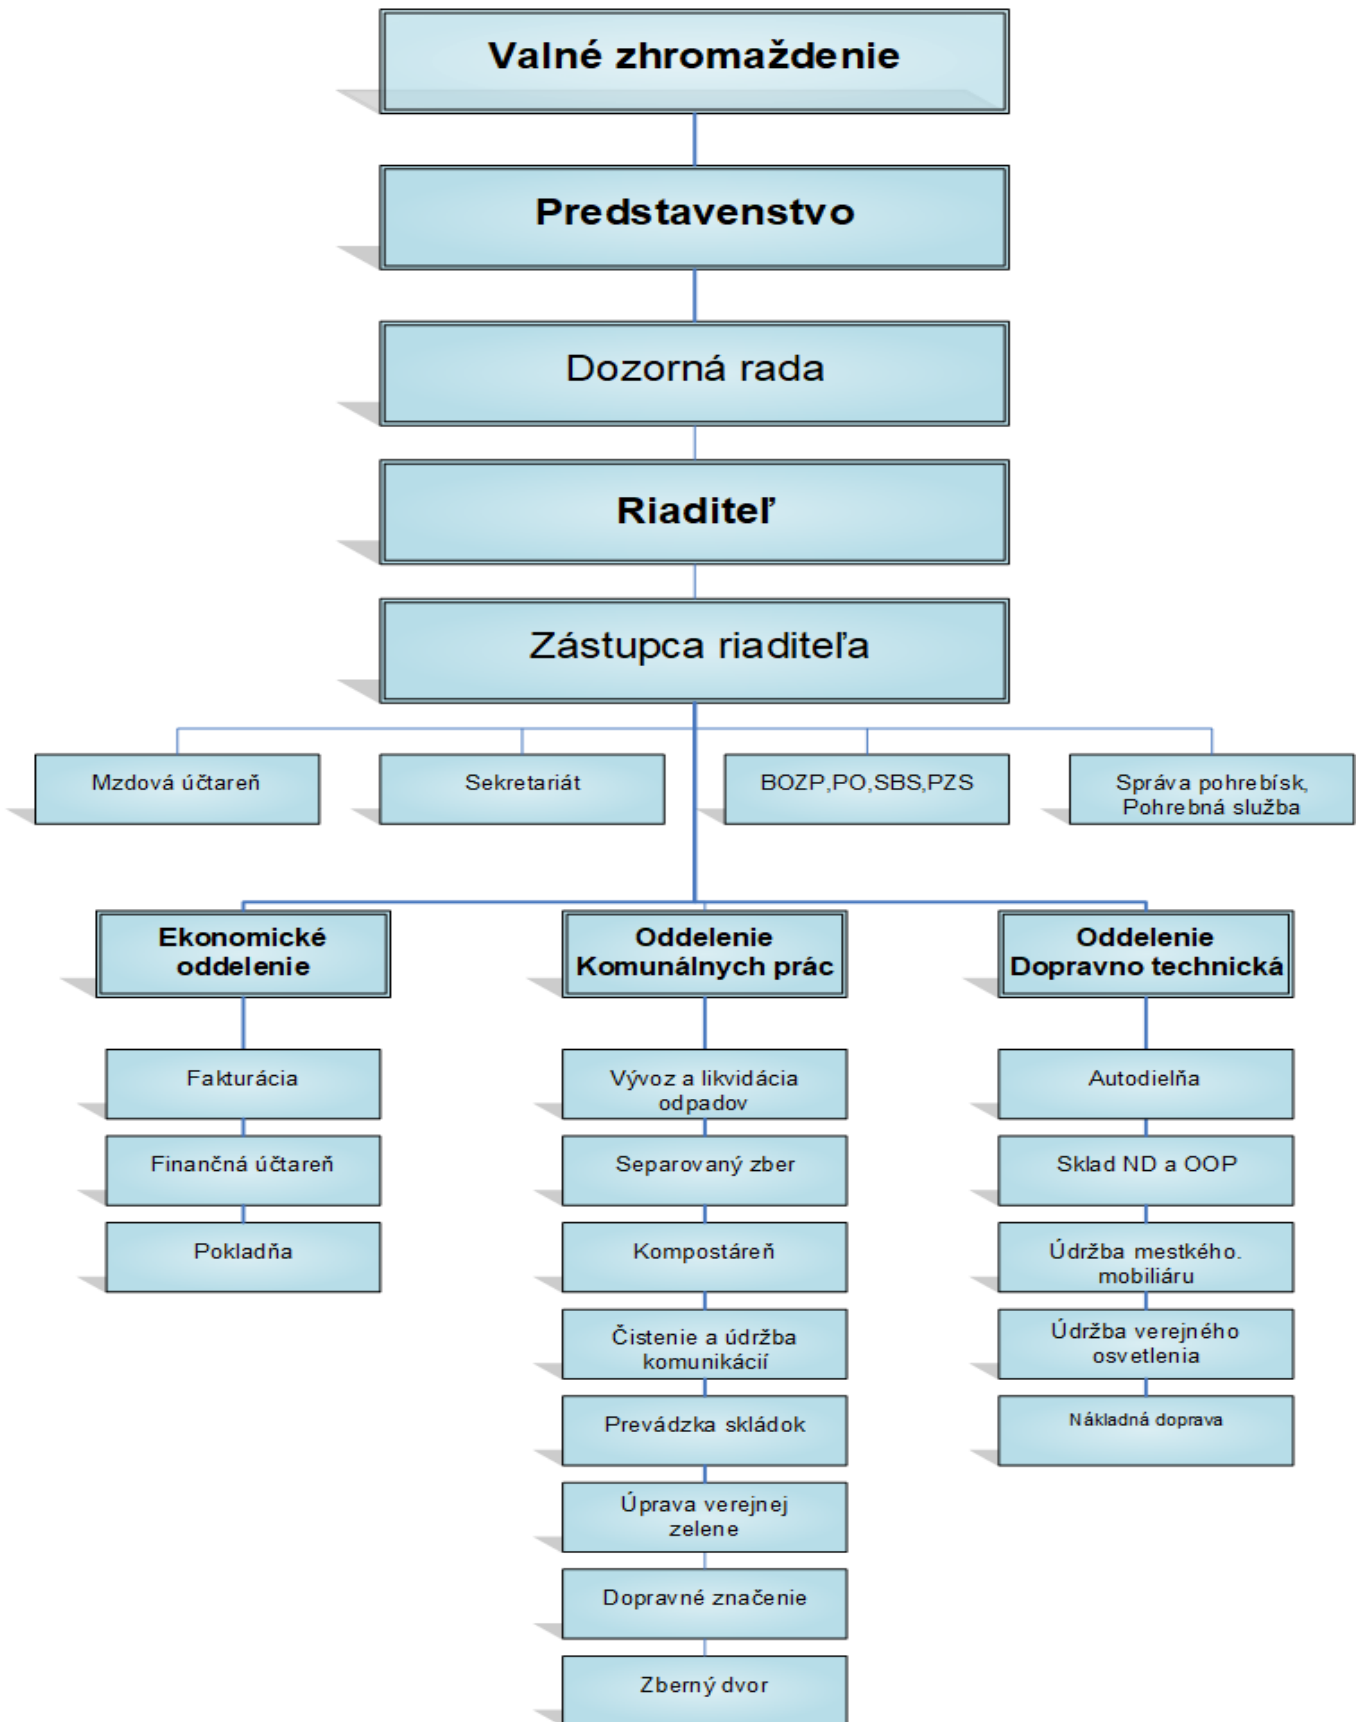 Valné zhromaždenie
Predstavenstvo
Dozorná rada
Riaditeľ
Zástupca riaditeľa
Mzdová účtareň
Sekretariát
BOZP,PO,SBS,PZS
Správa pohrebísk,
Pohrebná služba
Ekonomické
oddelenie
Fakturácia
Finančná účtareň
Pokladňa
Oddelenie
Komunálnych prác
Vývoz a likvidácia
odpadov
Separovaný zber
Kompostáreň
Čistenie a údržba
komunikácií
Prevádzka skládok
Úprava verejnej
zelene
Dopravné značenie
Zberný dvor
Oddelenie
Dopravno technická
Autodielňa
Sklad ND a OOP
Údržba mestkého.
mobiliáru
Údržba verejného
osvetlenia
Nákladná doprava